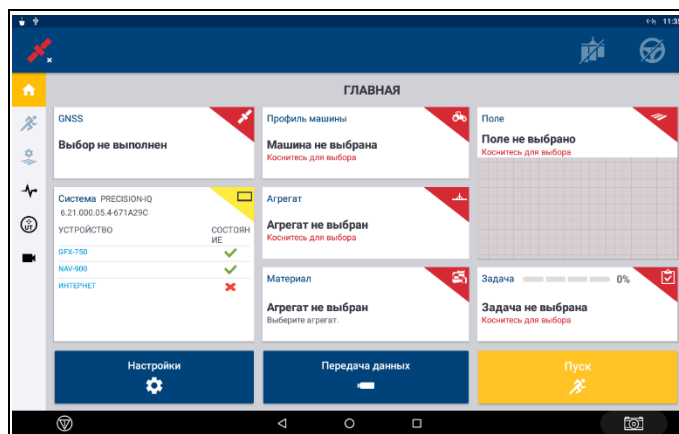 11:35
ГЛАВНАЯ
GNSS
Выбор не выполнен
Профиль машины
Машина не выбрана
Коснитесь для выбора
Поле
Поле не выбрано
Коснитесь для выбора
Система PRECISION-IQ
6.21.000.05.4-671A29C
УСТРОЙСТВО
СОСТОЯН
ИЕ
GFX-750
NAV-900
ИНТЕРНЕТ
Агрегат
Агрегат не выбран
Коснитесь для выбора
Материал
Агрегат не выбран
Выберите агрегат.
Задача 0%
Задача не выбрана
Коснитесь для выбора
UT
Настройки
Передача данных
Пуск